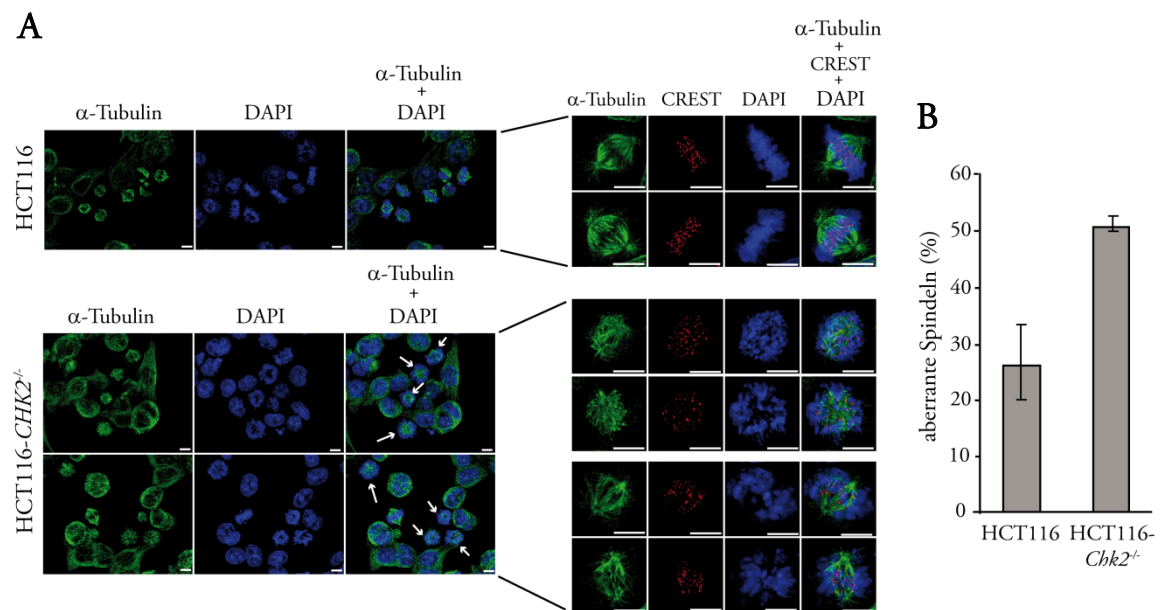 A
α-Tubulin
DAPI
α-Tubulin
+
DAPI
HCT116
α-Tubulin
CREST
DAPI
α-Tubulin
+
CREST
+
DAPI
α-Tubulin
DAPI
α-Tubulin
+
DAPI
HCT116-CHK2-/-
B
aberrante Spindeln (%)
60
50
40
30
20
10
0
HCT116
HCT116-
Chk2-/-